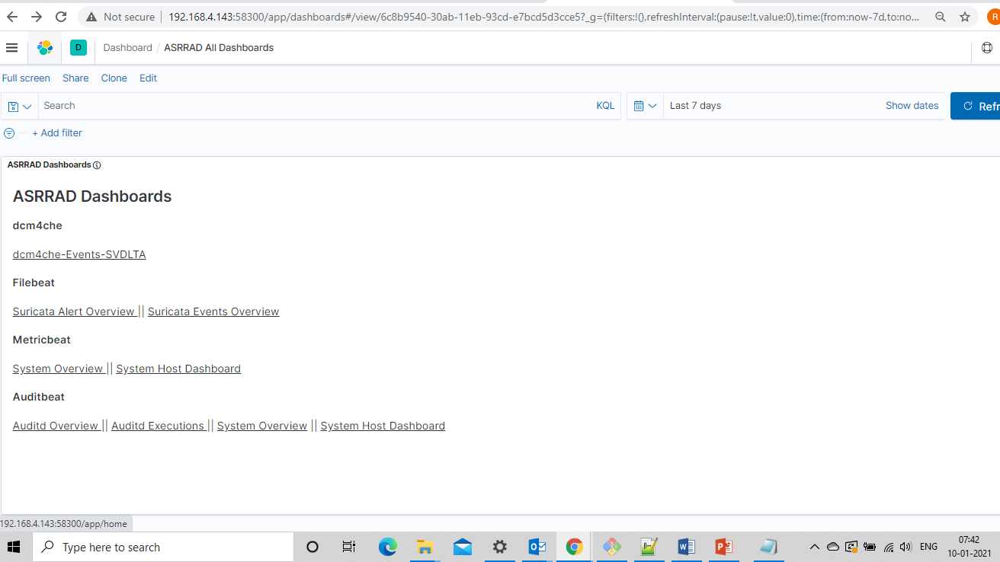 Not secure | 192.168.4.143:58300/app/dashboards#/view/6c8b9540-30ab-11eb-93cd-e7bcd5d3cce5?_g=(filters:!(),refreshInterval:(pause:!t,value:0),time:(from:now-7d,to:no... R
D Dashboard / ASRRAD All Dashboards
Full screen Share Clone Edit
Search KQL Last 7 days Show dates Refr
+ Add filter
ASRRAD Dashboards
ASRRAD Dashboards
dcm4che
dcm4che-Events-SVDLTA
Filebeat
Suricata Alert Overview || Suricata Events Overview
Metricbeat
System Overview || System Host Dashboard
Auditbeat
Auditd Overview || Auditd Executions || System Overview || System Host Dashboard
192.168.4.143:58300/app/home
Type here to search ENG 07:42
10-01-2021